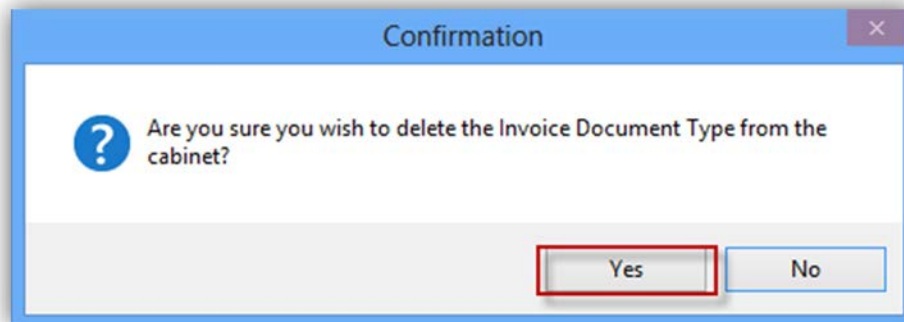 Confirmation
Are you sure you wish to delete the Invoice Document Type from the
cabinet?
Yes No